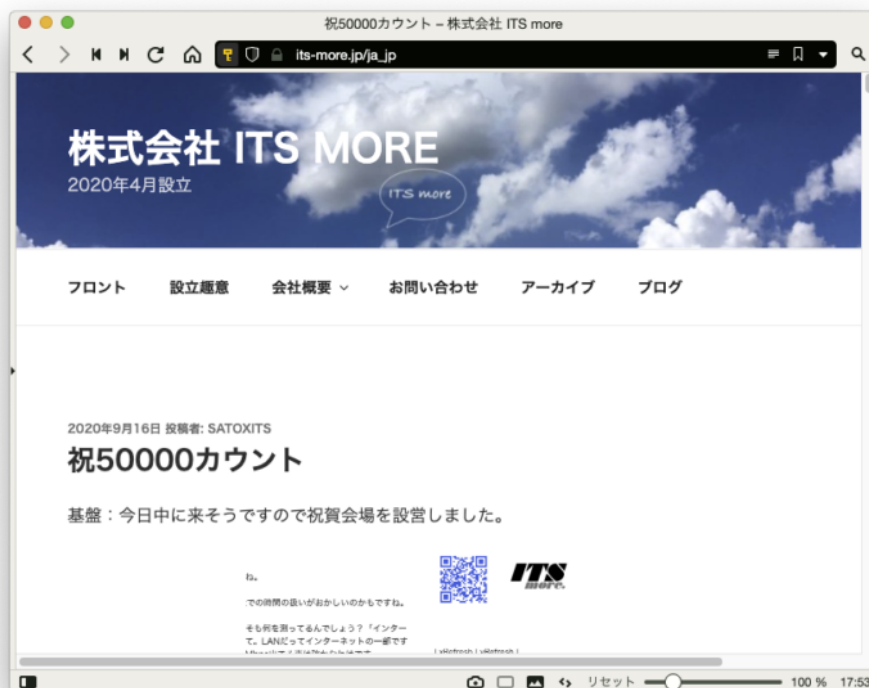 祝50000カウント – 株式会社 ITS more
its-more.jp/ja_jp
株式会社 ITS MORE
2020年4月設立
ITS more
フロント 設立趣意 会社概要 お問い合わせ アーカイブ ブログ
2020年9月16日 投稿者: SATOXITS
祝50000カウント
基盤：今日中に来そうですので祝賀会場を設営しました。
ITS
more.
ね。
での時間の扱いがおかしいのかもですね。
そも何を測ってるんでしょう？「インター
て。LANだってインターネットの一部です
リセット 100 % 17:53